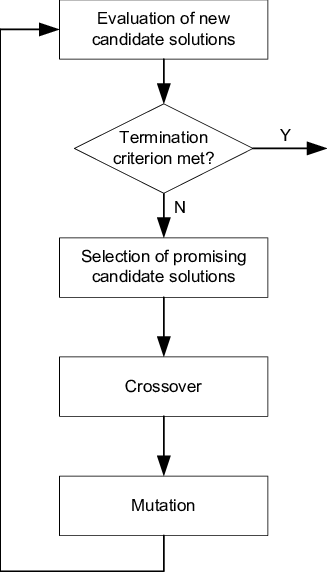 Evaluation of new
candidate solutions
Termination
criterion met?
Y
N
Selection of promising
candidate solutions
Crossover
Mutation